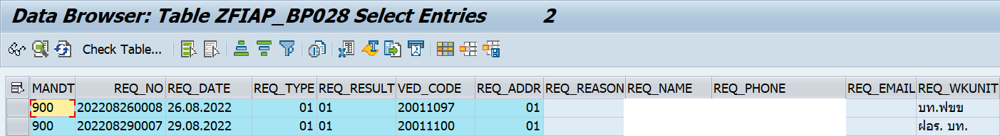 Data Browser: Table ZFIAP_BP028 Select Entries 2
Check Table...
MANDT REQ_NO REQ_DATE REQ_TYPE REQ_RESULT VED_CODE REQ_ADDR REQ_REASON REQ_NAME REQ_PHONE REQ_EMAIL REQ_WKUNIT
900 202208260008 26.08.2022 01 01 20011097 01 บท.ฟขข
900 202208290007 29.08.2022 01 01 20011100 01 ฝอร. บท.